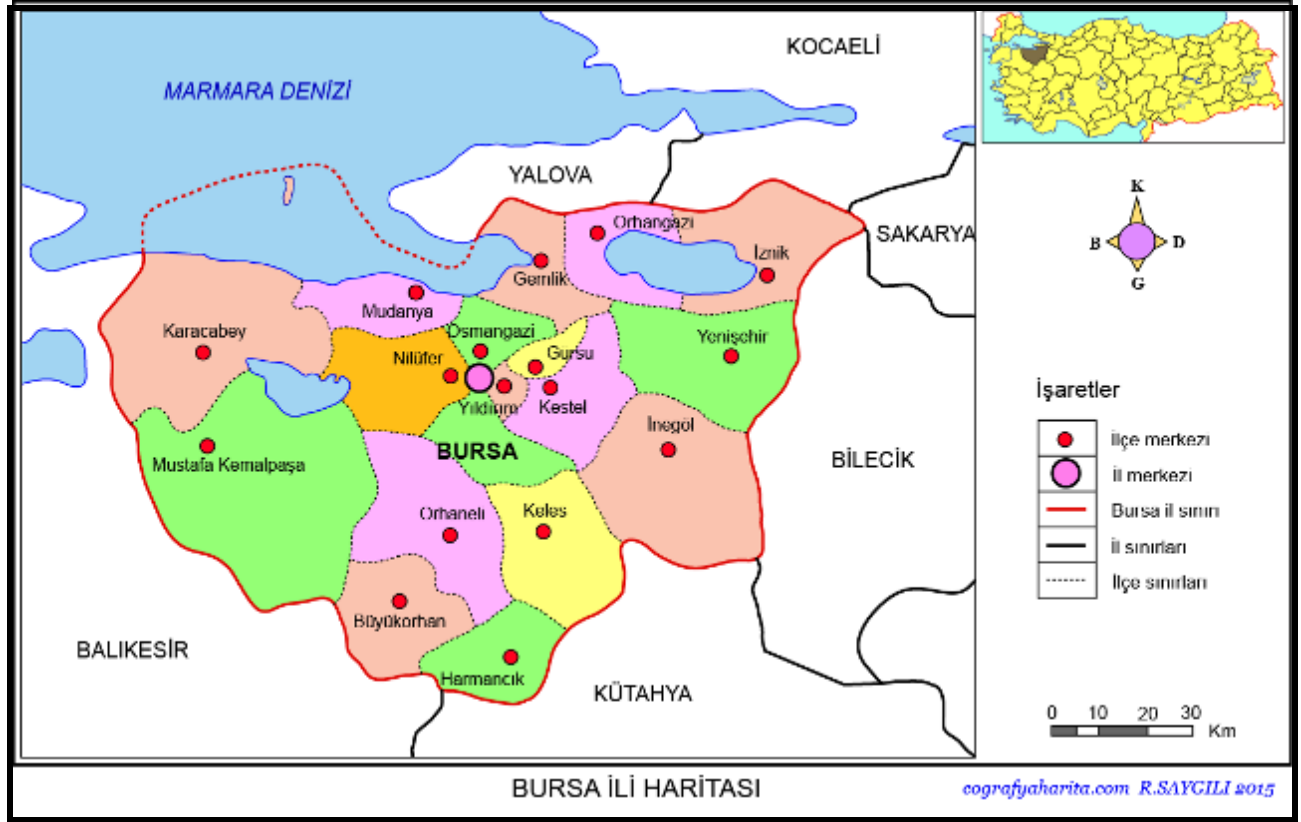 KOCAELİ
MARMARA DENİZİ
YALOVA
Orhangazi
SAKARYA
İznik
Gemlik
Mudanya
Karacabey
Osmangazi
Yenişehir
Nilüfer
Gürsu
Yıldırım
Kestel
İnegöl
BURSA
Mustafa Kemalpaşa
BİLECİK
Orhaneli
Keles
Büyükorhan
BALIKESİR
Harmancık
KÜTAHYA
K
B
D
G
İşaretler
İlçe merkezi
İl merkezi
Bursa il sınırı
İl sınırları
İlçe sınırları
0 10 20 30
Km
BURSA İLİ HARİTASI
cografyaharita.com R.SAYGILI 2015